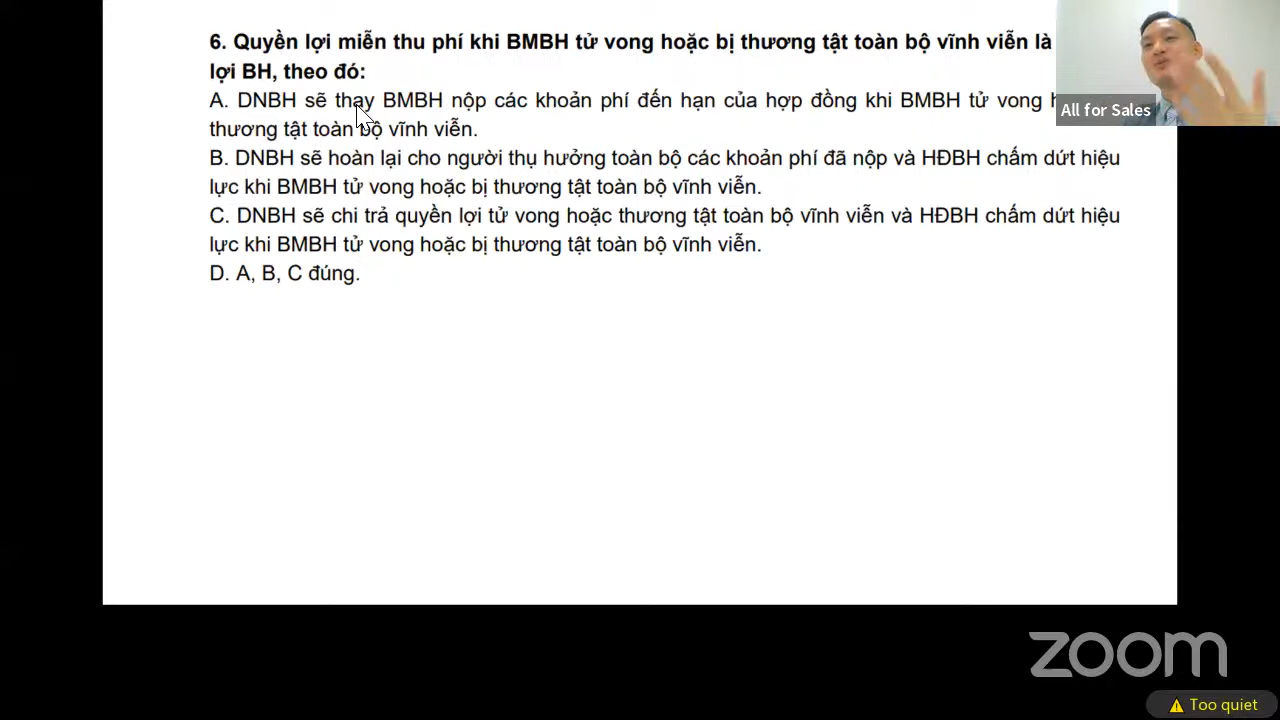 6. Quyền lợi miễn thu phí khi BMBH tử vong hoặc bị thương tật toàn bộ vĩnh viễn là
lợi BH, theo đó:
A. DNBH sẽ thay BMBH nộp các khoản phí đến hạn của hợp đồng khi BMBH tử vong
All for Sales
thương tật toàn bộ vĩnh viễn.
B. DNBH sẽ hoàn lại cho người thụ hưởng toàn bộ các khoản phí đã nộp và HĐBH chấm dứt hiệu
lực khi BMBH tử vong hoặc bị thương tật toàn bộ vĩnh viễn.
C. DNBH sẽ chi trả quyền lợi tử vong hoặc thương tật toàn bộ vĩnh viễn và HĐBH chấm dứt hiệu
lực khi BMBH tử vong hoặc bị thương tật toàn bộ vĩnh viễn.
D. A, B, C đúng.
zoom
Too quiet